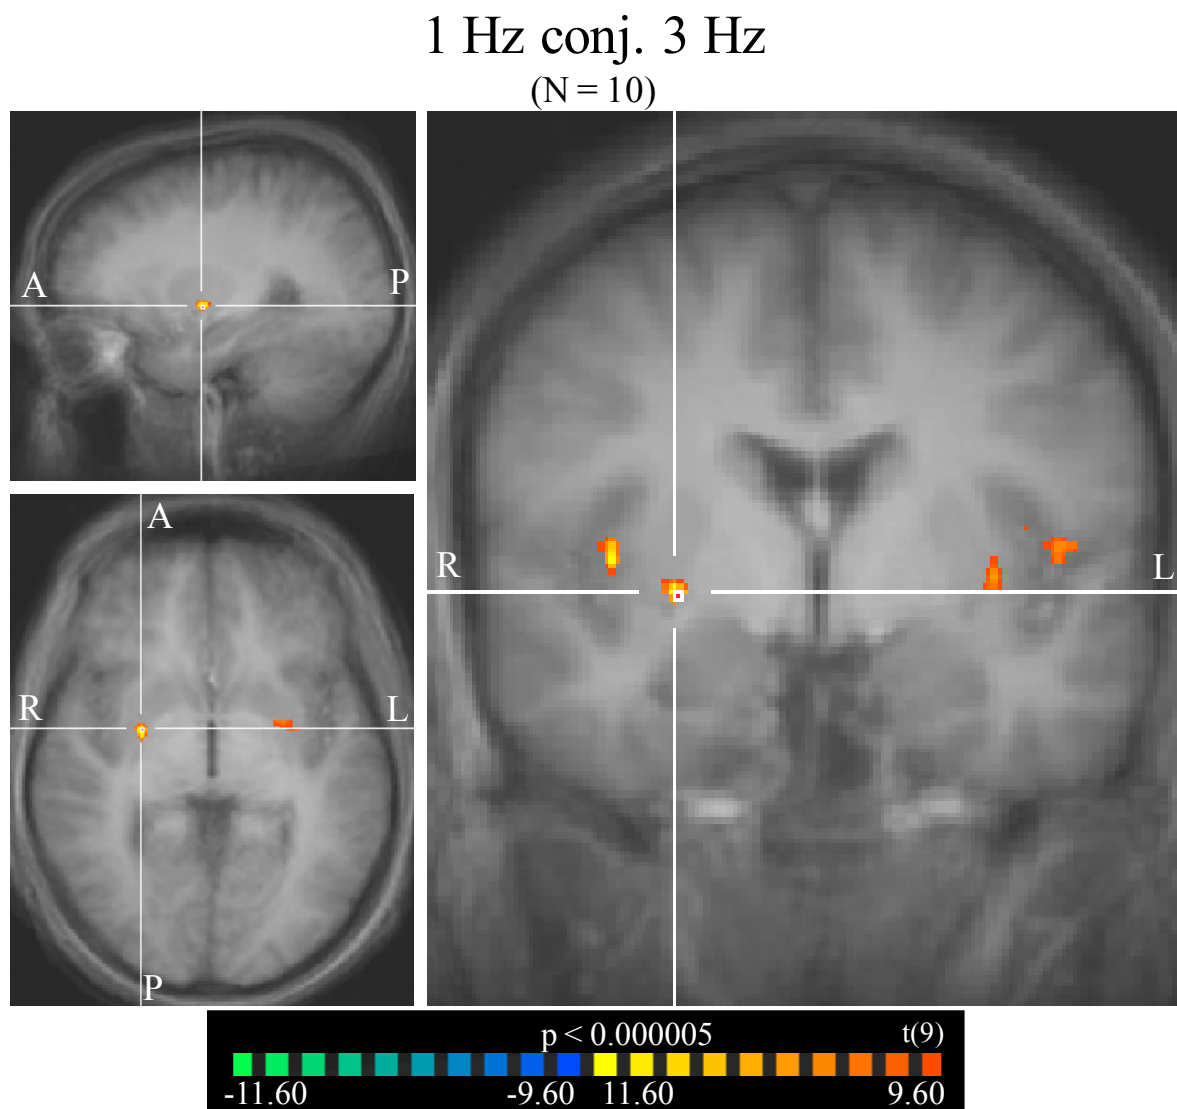 1 Hz conj. 3 Hz
(N = 10)
A
P
R
L
A
R
L
P
p < 0.000005
t(9)
-11.60
-9.60
11.60
9.60